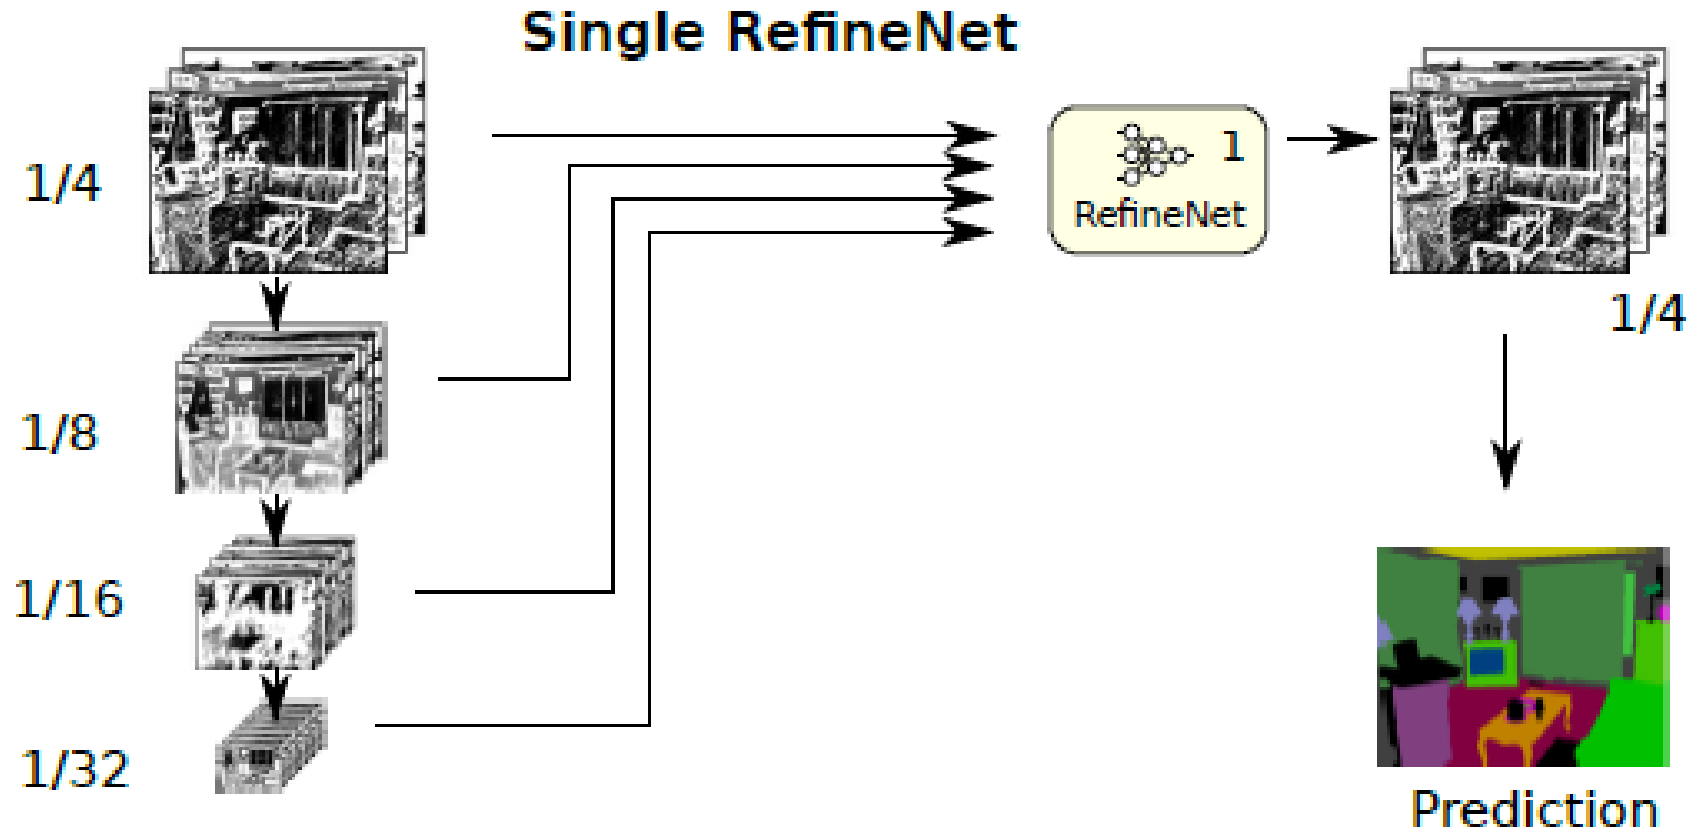 Single RefineNet
1/4
1
RefineNet
1/4
1/8
1/16
1/32
Prediction